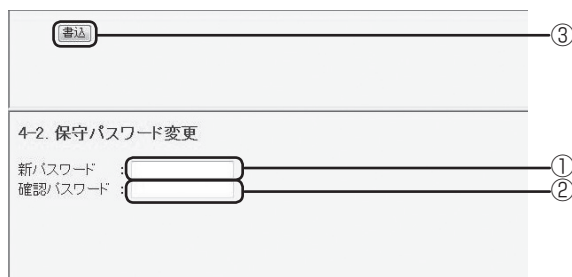 書込 ③
4-2. 保守パスワード変更
新パスワード : ①
確認パスワード : ②